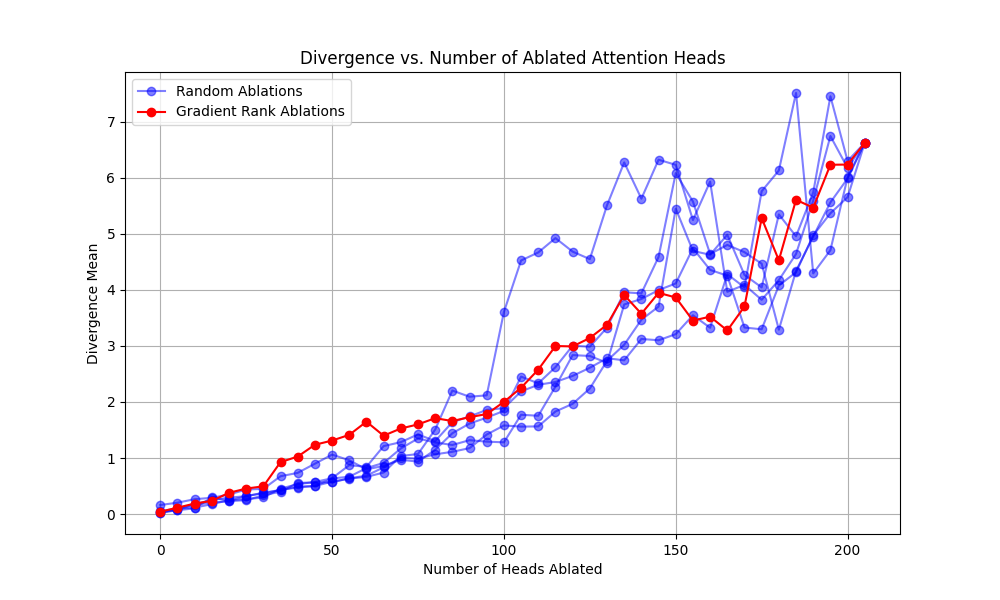 Divergence vs. Number of Ablated Attention Heads
Random Ablations
Gradient Rank Ablations
Divergence Mean
7
6
5
4
3
2
1
0
0 50 100 150 200
Number of Heads Ablated